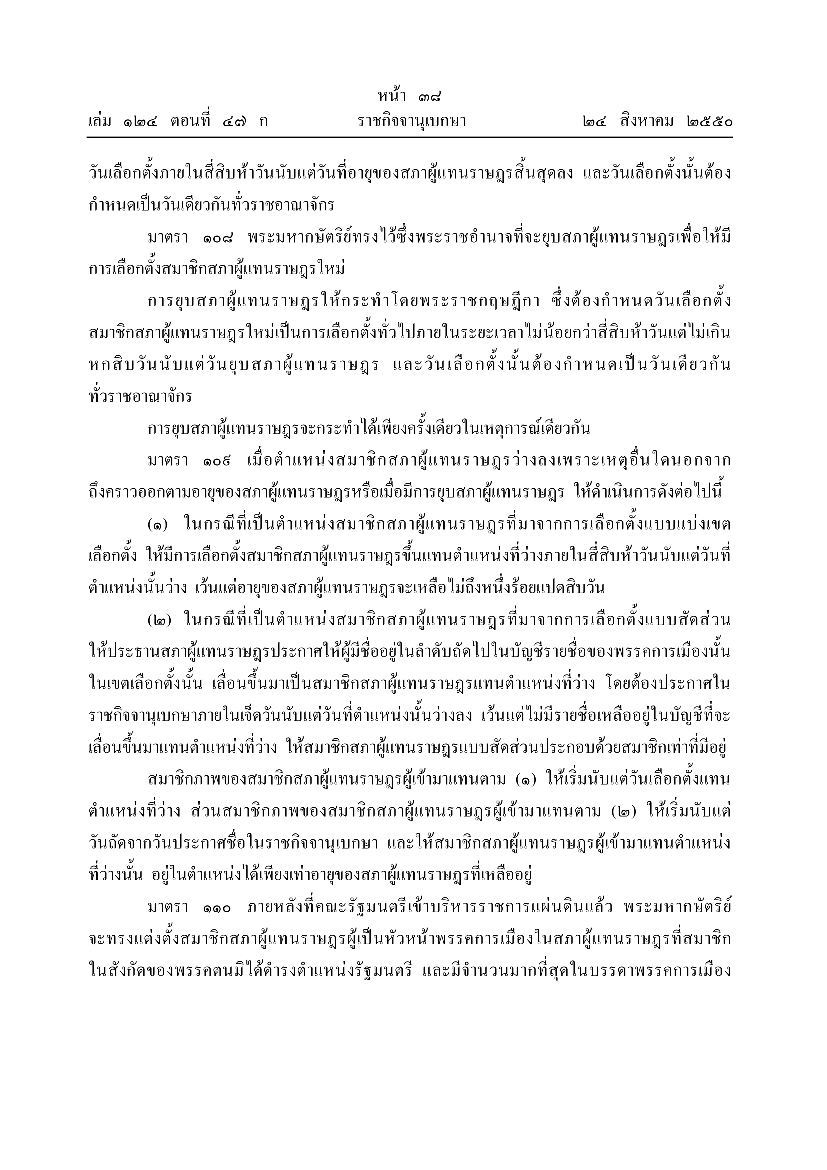 หน้า ๓๘
เล่ม ๑๒๔ ตอนที่ ๔๗ ก ราชกิจจานุเบกษา ๒๔ สิงหาคม ๒๕๕๐
วันเลือกตั้งภายในสี่สิบห้าวันนับแต่วันที่อายุของสภาผู้แทนราษฎรสิ้นสุดลง และวันเลือกตั้งนั้นต้อง
กำหนดเป็นวันเดียวกันทั่วราชอาณาจักร
มาตรา ๑๐๘ พระมหากษัตริย์ทรงไว้ซึ่งพระราชอำนาจที่จะยุบสภาผู้แทนราษฎรเพื่อให้มี
การเลือกตั้งสมาชิกสภาผู้แทนราษฎรใหม่
การยุบสภาผู้แทนราษฎรให้กระทำโดยพระราชกฤษฎีกา ซึ่งต้องกำหนดวันเลือกตั้ง
สมาชิกสภาผู้แทนราษฎรใหม่เป็นการเลือกตั้งทั่วไปภายในระยะเวลาไม่น้อยกว่าสี่สิบห้าวันแต่ไม่เกิน
หกสิบวันนับแต่วันยุบสภาผู้แทนราษฎร และวันเลือกตั้งนั้นต้องกำหนดเป็นวันเดียวกัน
ทั่วราชอาณาจักร
การยุบสภาผู้แทนราษฎรจะกระทำได้เพียงครั้งเดียวในเหตุการณ์เดียวกัน
มาตรา ๑๐๙ เมื่อตำแหน่งสมาชิกสภาผู้แทนราษฎรว่างลงเพราะเหตุอื่นใดนอกจาก
ถึงคราวออกตามอายุของสภาผู้แทนราษฎรหรือเมื่อมีการยุบสภาผู้แทนราษฎร ให้ดำเนินการดังต่อไปนี้
(๑) ในกรณีที่เป็นตำแหน่งสมาชิกสภาผู้แทนราษฎรที่มาจากการเลือกตั้งแบบแบ่งเขต
เลือกตั้ง ให้มีการเลือกตั้งสมาชิกสภาผู้แทนราษฎรขึ้นแทนตำแหน่งที่ว่างภายในสี่สิบห้าวันนับแต่วันที่
ตำแหน่งนั้นว่าง เว้นแต่อายุของสภาผู้แทนราษฎรจะเหลือไม่ถึงหนึ่งร้อยแปดสิบวัน
(๒) ในกรณีที่เป็นตำแหน่งสมาชิกสภาผู้แทนราษฎรที่มาจากการเลือกตั้งแบบสัดส่วน
ให้ประธานสภาผู้แทนราษฎรประกาศให้ผู้มีชื่ออยู่ในลำดับถัดไปในบัญชีรายชื่อของพรรคการเมืองนั้น
ในเขตเลือกตั้งนั้น เลื่อนขึ้นมาเป็นสมาชิกสภาผู้แทนราษฎรแทนตำแหน่งที่ว่าง โดยต้องประกาศใน
ราชกิจจานุเบกษาภายในเจ็ดวันนับแต่วันที่ตำแหน่งนั้นว่างลง เว้นแต่ไม่มีรายชื่อเหลืออยู่ในบัญชีที่จะ
เลื่อนขึ้นมาแทนตำแหน่งที่ว่าง ให้สมาชิกสภาผู้แทนราษฎรแบบสัดส่วนประกอบด้วยสมาชิกเท่าที่มีอยู่
สมาชิกภาพของสมาชิกสภาผู้แทนราษฎรผู้เข้ามาแทนตาม (๑) ให้เริ่มนับแต่วันเลือกตั้งแทน
ตำแหน่งที่ว่าง ส่วนสมาชิกภาพของสมาชิกสภาผู้แทนราษฎรผู้เข้ามาแทนตาม (๒) ให้เริ่มนับแต่
วันถัดจากวันประกาศชื่อในราชกิจจานุเบกษา และให้สมาชิกสภาผู้แทนราษฎรผู้เข้ามาแทนตำแหน่ง
ที่ว่างนั้น อยู่ในตำแหน่งได้เพียงเท่าอายุของสภาผู้แทนราษฎรที่เหลืออยู่
มาตรา ๑๑๐ ภายหลังที่คณะรัฐมนตรีเข้าบริหารราชการแผ่นดินแล้ว พระมหากษัตริย์
จะทรงแต่งตั้งสมาชิกสภาผู้แทนราษฎรผู้เป็นหัวหน้าพรรคการเมืองในสภาผู้แทนราษฎรที่สมาชิก
ในสังกัดของพรรคตนมิได้ดำรงตำแหน่งรัฐมนตรี และมีจำนวนมากที่สุดในบรรดาพรรคการเมือง